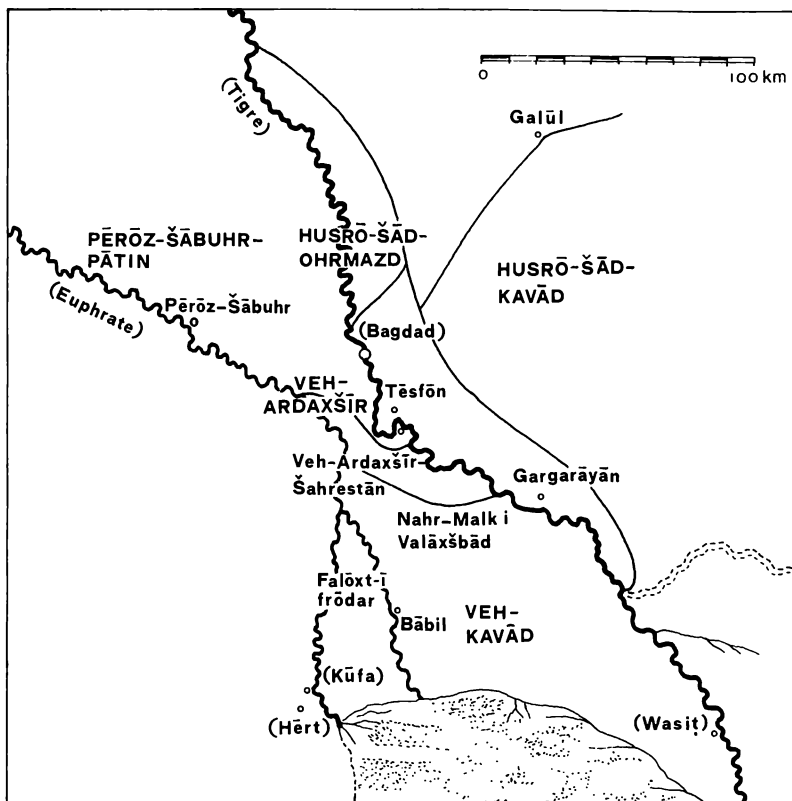 0
100 km
(Tigre)
Galūl
PĒRŌZ-ŠĀBUHR-
PĀTIN
HUSRŌ-ŠĀD-
OHRMAZD
HUSRŌ-ŠĀD-
KAVĀD
(Euphrate)
Pērōz-Šābuhr
(Bagdad)
VEH-
ARDAXŠĪR
Tēsfōn
Veh-Ardaxšīr-
Šahrestān
Gargarāyān
Nahr-Malk i
Valāxšbād
Falōxt-ī
frōdar
Bābil
VEH-
KAVĀD
(Kūfa)
(Hērt)
(Wasiṭ)